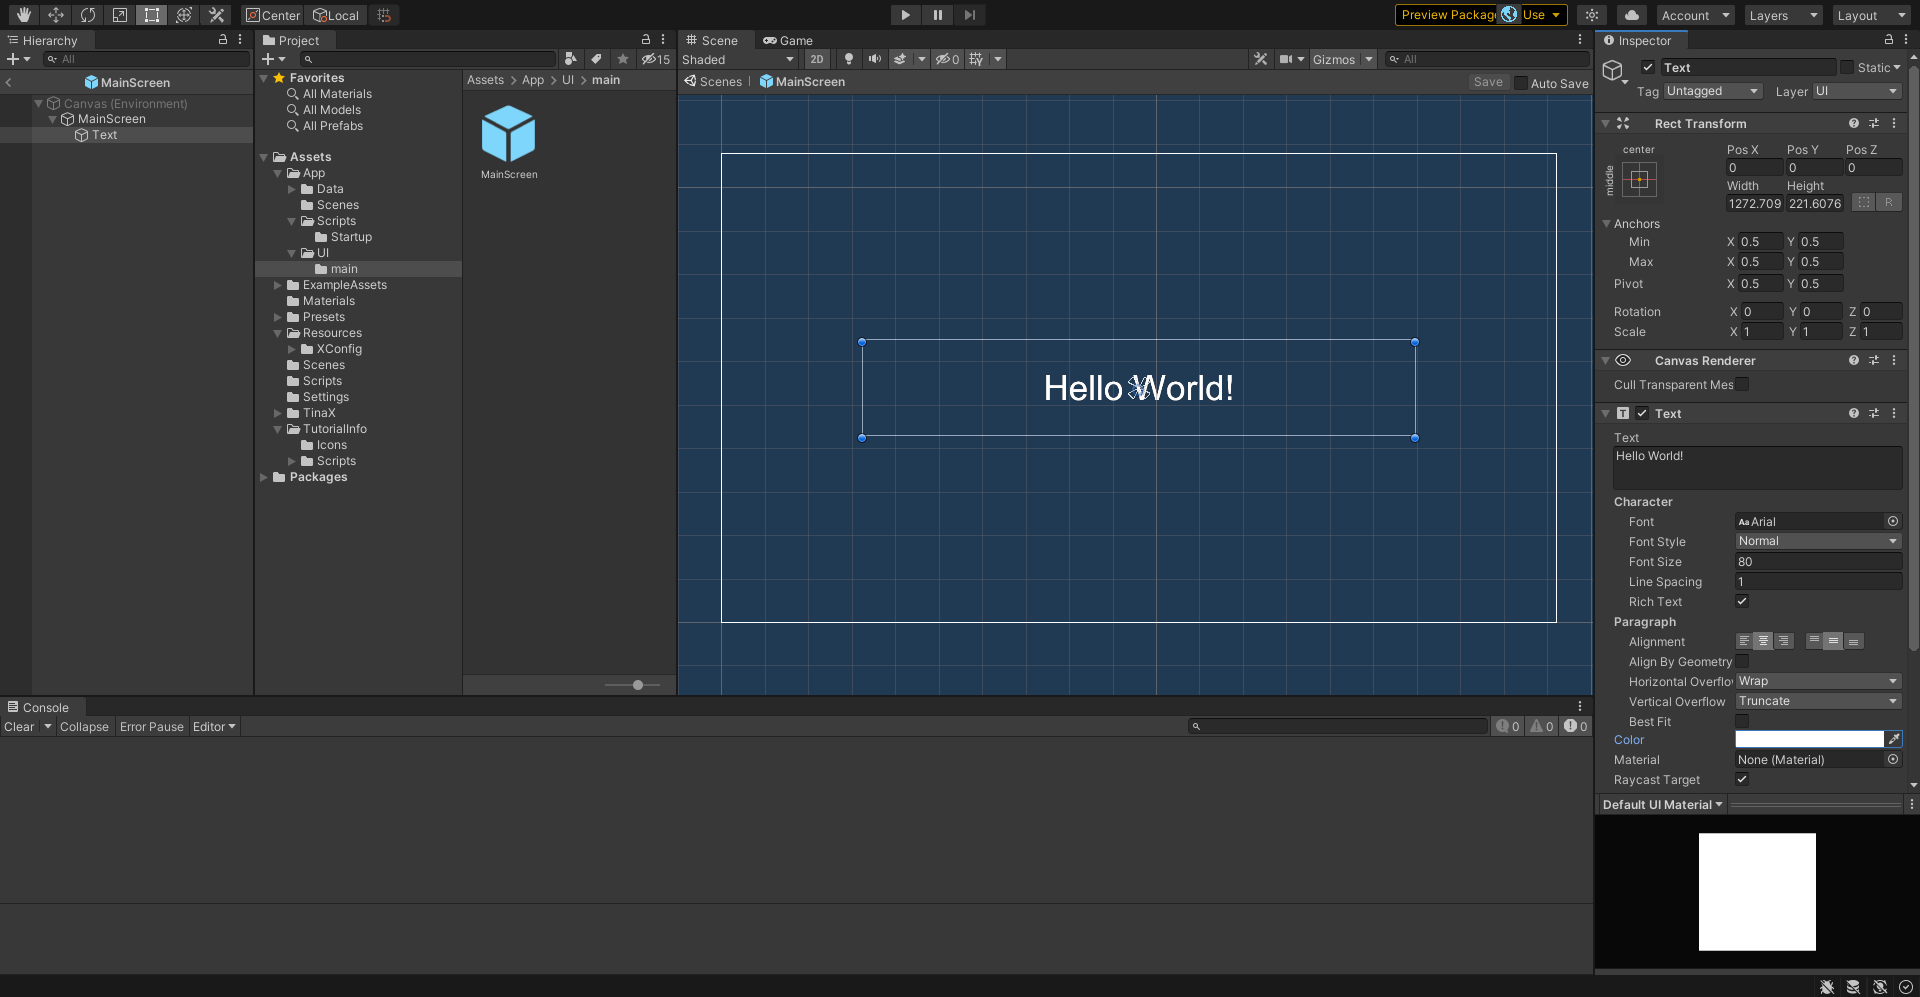 Center
Local
Preview Packag
Use
Account
Layers
Layout
Hierarchy
All
MainScreen
Canvas (Environment)
MainScreen
Text
Project
15
Favorites
All Materials
All Models
All Prefabs
Assets
App
Data
Scenes
Scripts
Startup
UI
main
ExampleAssets
Materials
Presets
Resources
XConfig
Scenes
Scripts
Settings
TinaX
TutorialInfo
Icons
Scripts
Packages
Assets > App > UI > main
MainScreen
Scene
Game
Shaded
2D
0
Gizmos
All
Scenes
MainScreen
Save
Auto Save
Hello World!
Inspector
Text
Static
Tag Untagged
Layer UI
Rect Transform
center
middle
Pos X Pos Y Pos Z
0 0 0
Width Height
1272.709 221.6076
R
Anchors
Min X 0.5 Y 0.5
Max X 0.5 Y 0.5
Pivot X 0.5 Y 0.5
Rotation X 0 Y 0 Z 0
Scale X 1 Y 1 Z 1
Canvas Renderer
Cull Transparent Mes
Text
Text
Hello World!
Character
Font Aa Arial
Font Style Normal
Font Size 80
Line Spacing 1
Rich Text
Paragraph
Alignment
Align By Geometry
Horizontal Overflo Wrap
Vertical Overflow Truncate
Best Fit
Color
Material None (Material)
Raycast Target
Default UI Material
Console
Clear
Collapse
Error Pause
Editor
0
0
0